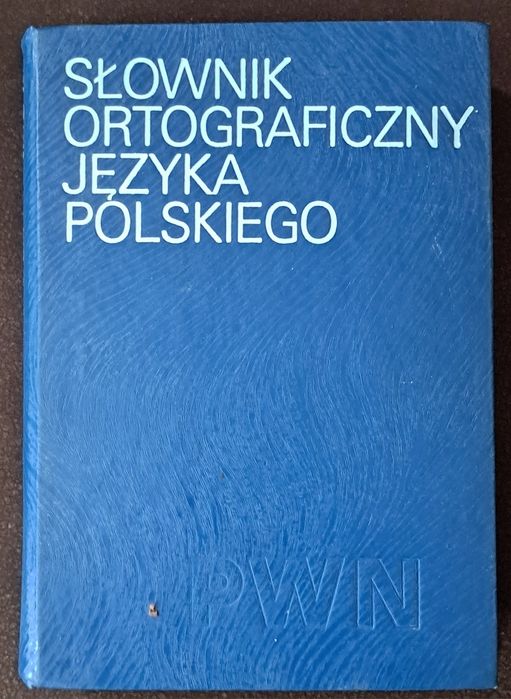 SŁOWNIK
ORTOGRAFICZNY
JĘZYKA
POLSKIEGO
PWN